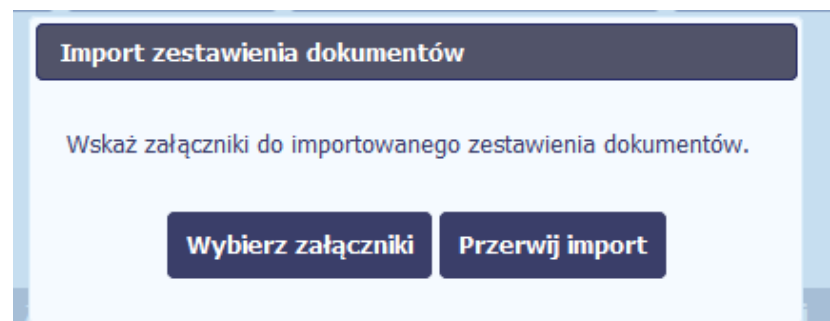 Import zestawienia dokumentów
Wskaż załączniki do importowanego zestawienia dokumentów.
Wybierz załączniki
Przerwij import